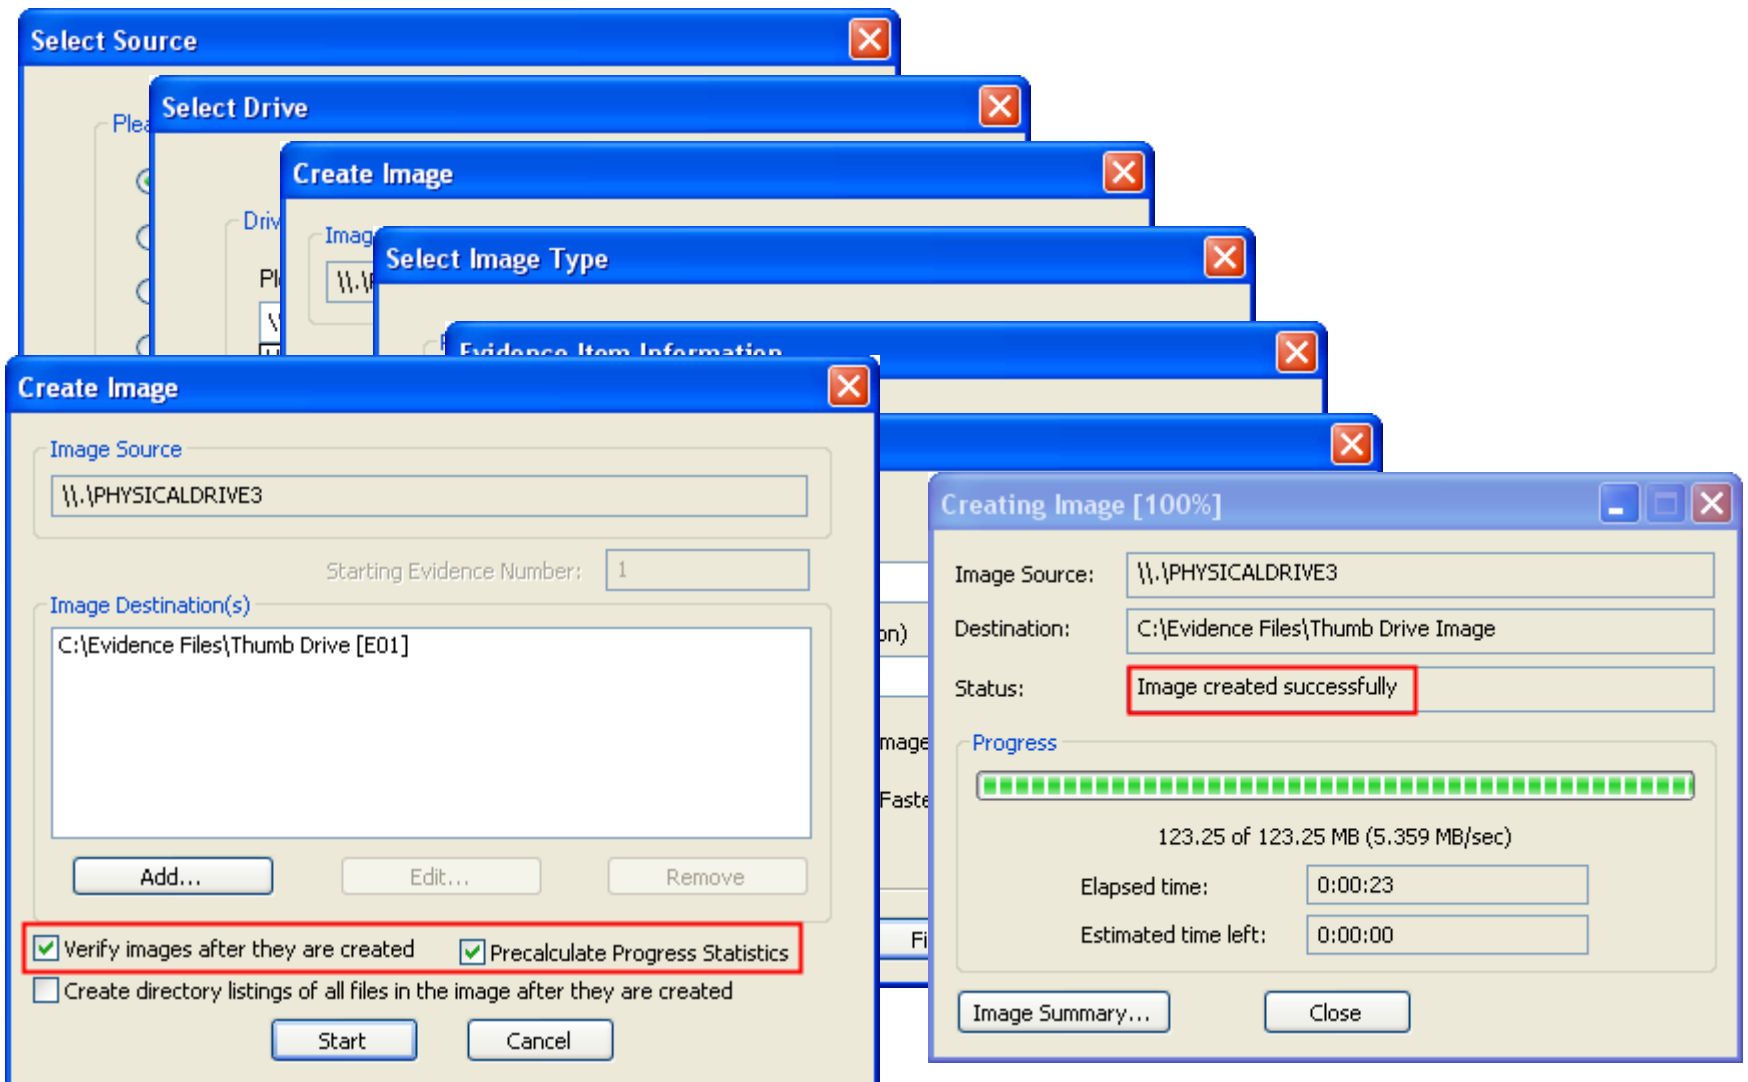 Select Source
Select Drive
Create Image
Select Image Type
Evidence Item Information
Create Image
Image Source
\\.\PHYSICALDRIVE3
Starting Evidence Number: 1
Image Destination(s)
C:\Evidence Files\Thumb Drive [E01]
Add... Edit... Remove
Verify images after they are created Precalculate Progress Statistics
Create directory listings of all files in the image after they are created
Start Cancel
Creating Image [100%]
Image Source: \\.\PHYSICALDRIVE3
Destination: C:\Evidence Files\Thumb Drive Image
Status: Image created successfully
Progress
123.25 of 123.25 MB (5.359 MB/sec)
Elapsed time: 0:00:23
Estimated time left: 0:00:00
Image Summary... Close